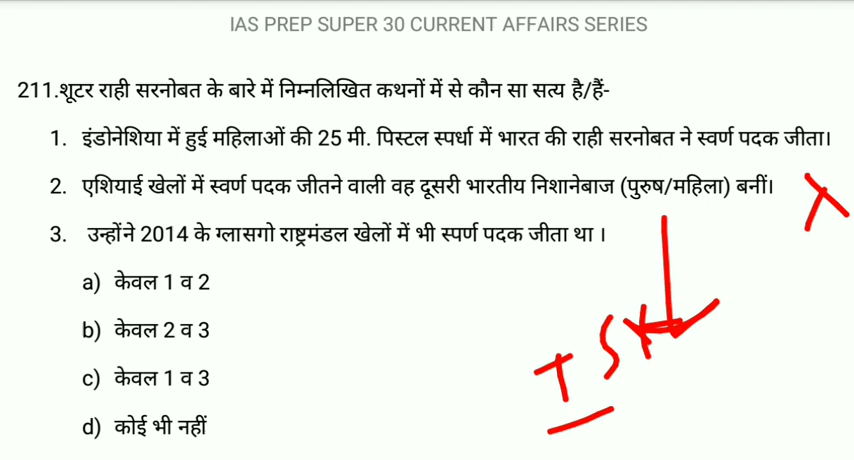 IAS PREP SUPER 30 CURRENT AFFAIRS SERIES
211.शूटर राही सरनोबत के बारे में निम्नलिखित कथनों में से कौन सा सत्य है/हैं-
1. इंडोनेशिया में हुई महिलाओं की 25 मी. पिस्टल स्पर्धा में भारत की राही सरनोबत ने स्वर्ण पदक जीता।
2. एशियाई खेलों में स्वर्ण पदक जीतने वाली वह दूसरी भारतीय निशानेबाज (पुरुष/महिला) बनीं।
3. उन्होंने 2014 के ग्लासगो राष्ट्रमंडल खेलों में भी स्पर्ण पदक जीता था ।
a) केवल 1 व 2
b) केवल 2 व 3
c) केवल 1 व 3
d) कोई भी नहीं